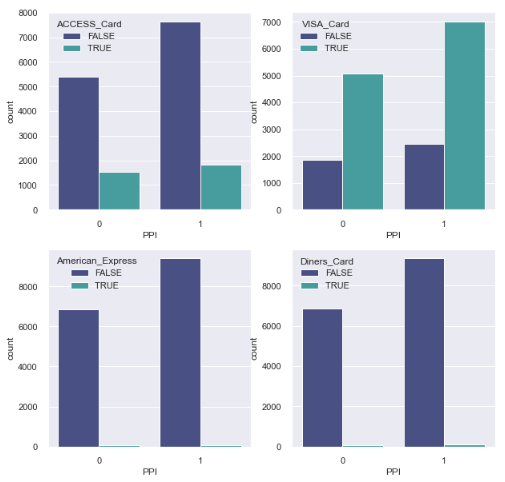 ACCESS_Card
FALSE
TRUE
8000
7000
6000
5000
4000
3000
2000
1000
0
count
0 1
PPI
VISA_Card
FALSE
TRUE
7000
6000
5000
4000
3000
2000
1000
0
count
0 1
PPI
American_Express
FALSE
TRUE
8000
6000
4000
2000
0
count
0 1
PPI
Diners_Card
FALSE
TRUE
8000
6000
4000
2000
0
count
0 1
PPI